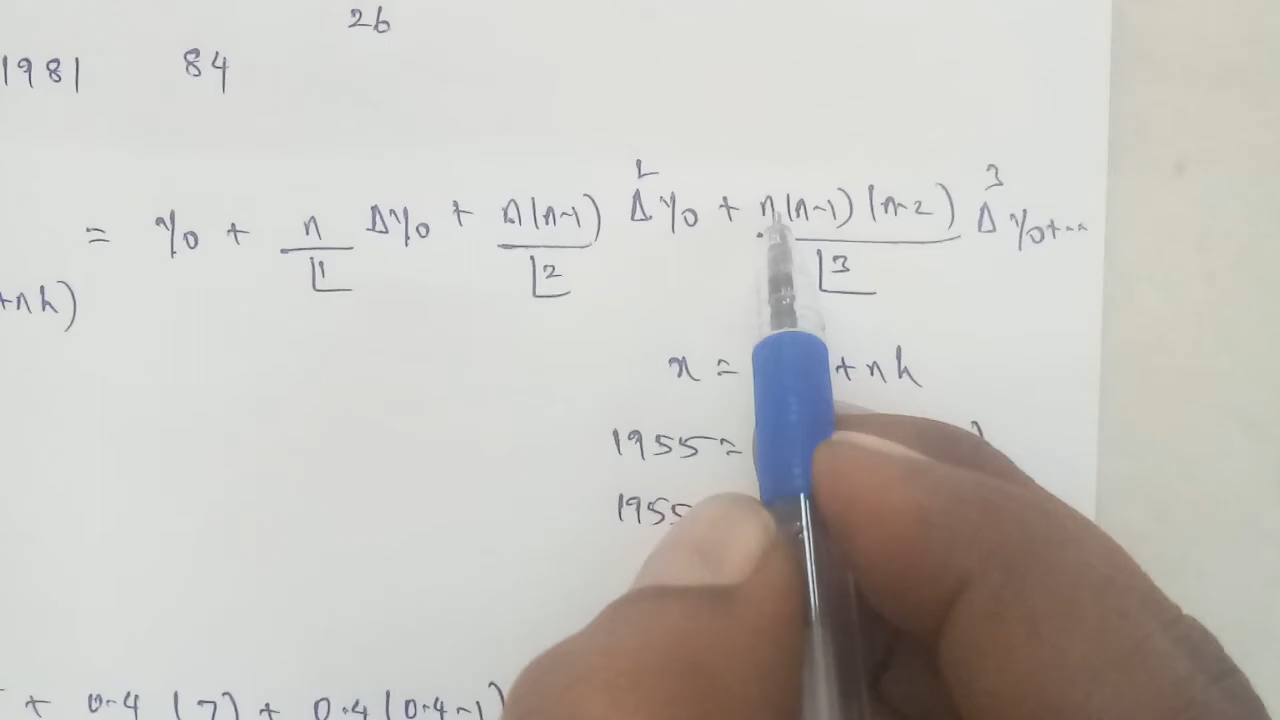 26
1981 84
= y0 + n/⌊1 Δy0 + n(n-1)/⌊2 Δ²y0 + n(n-1)(n-2)/⌊3 Δ³y0+--
+nh)
x = +nh
1955=
1955
+ 0.4 (7) + 0.4(0.4-1)